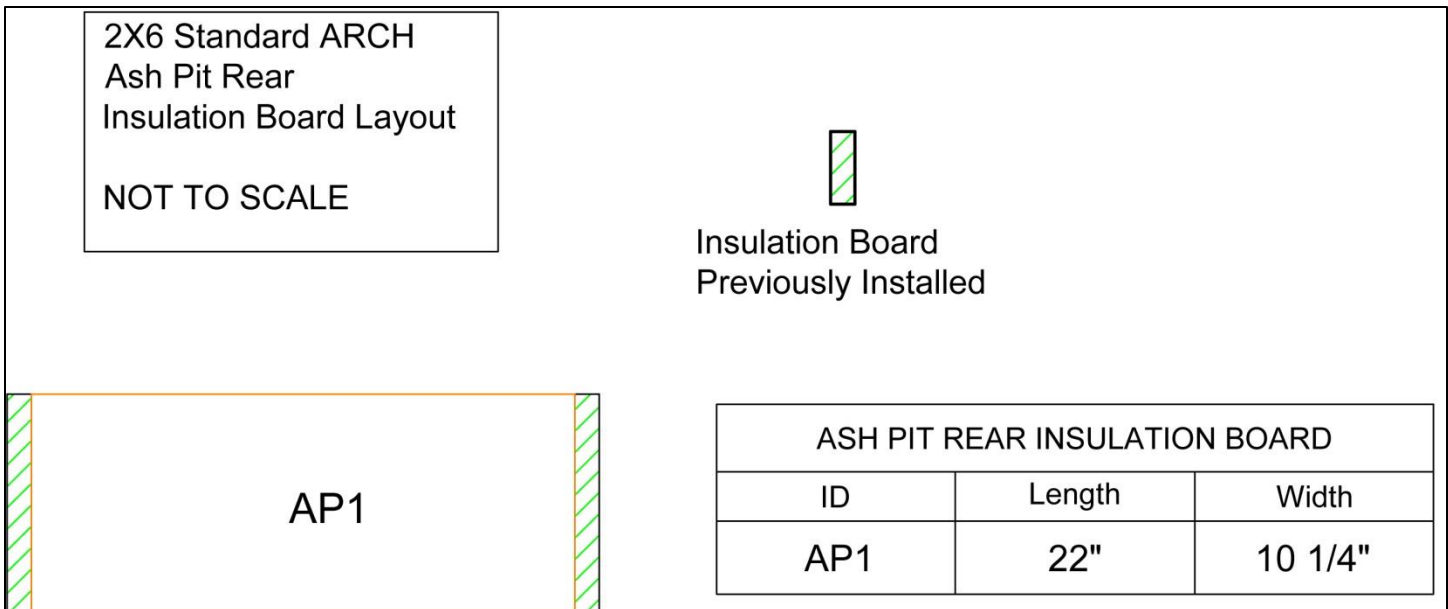 2X6 Standard ARCH
Ash Pit Rear
Insulation Board Layout
NOT TO SCALE
Insulation Board
Previously Installed
AP1
ASH PIT REAR INSULATION BOARD
ID Length Width
AP1 22" 10 1/4"